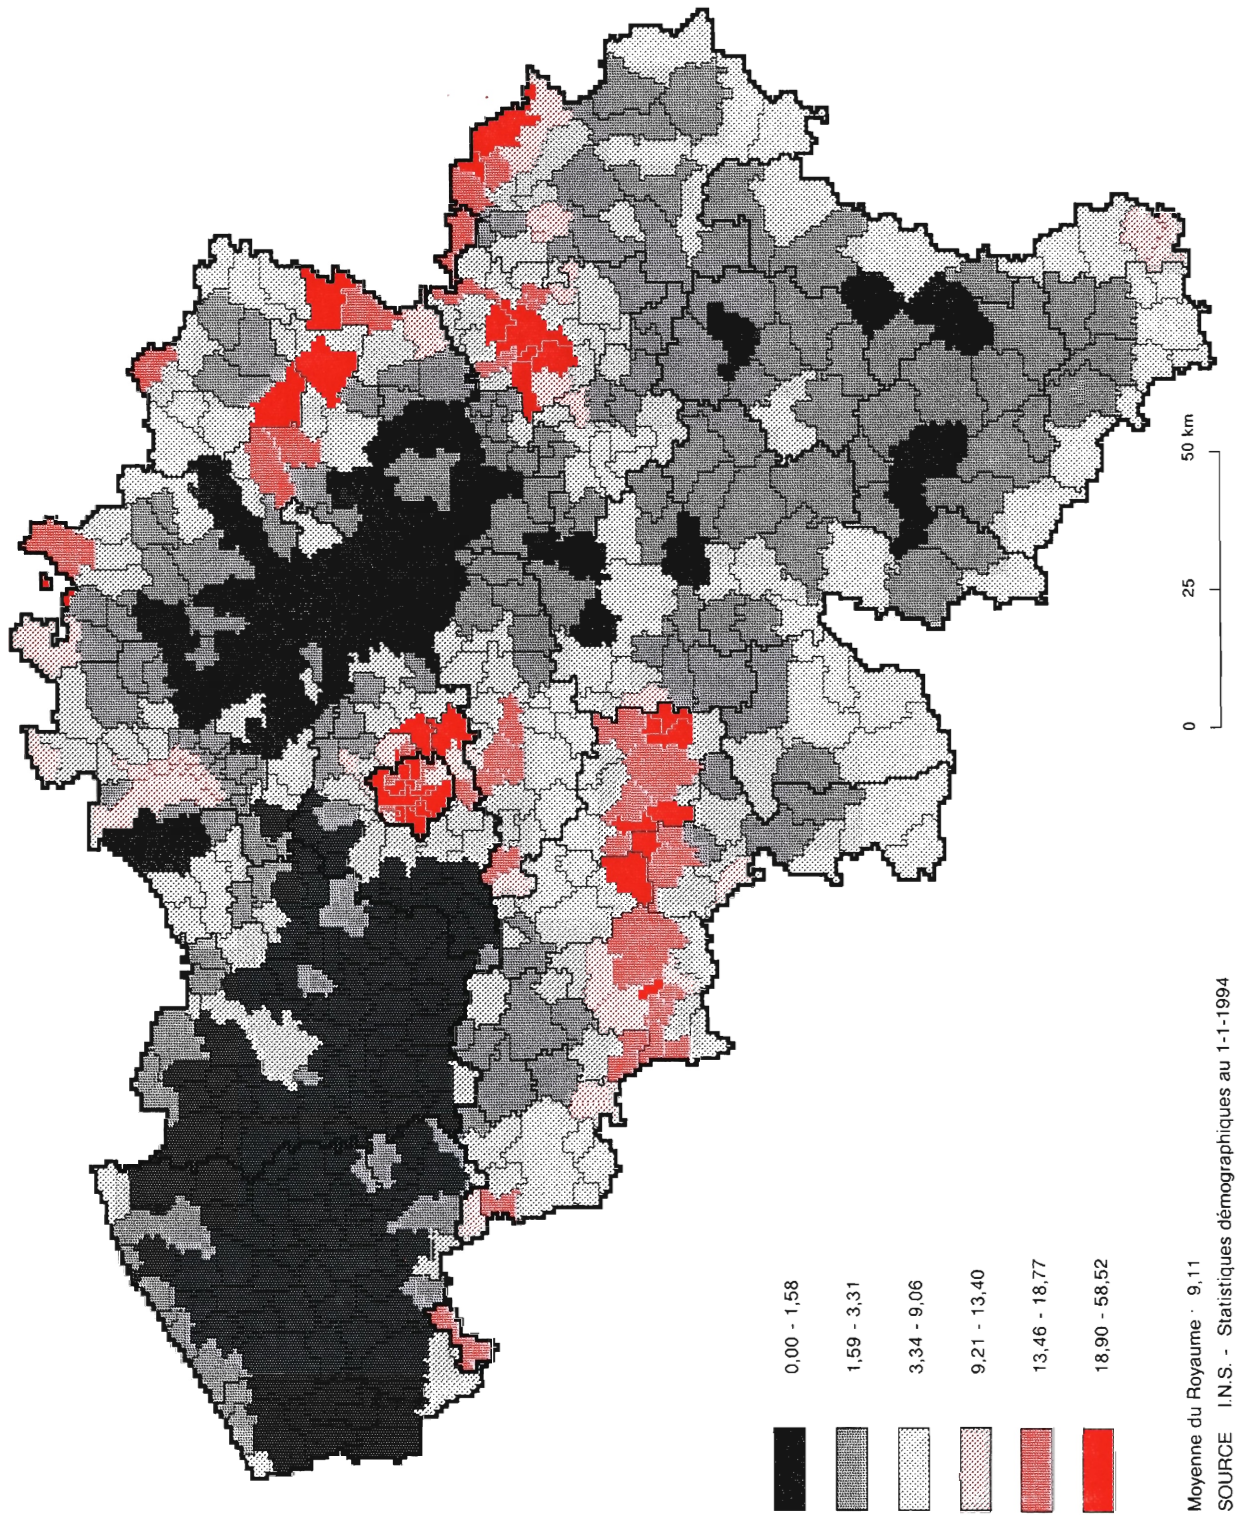 0,00 - 1,58
1,59 - 3,31
3,34 - 9,06
9,21 - 13,40
13,46 - 18,77
18,90 - 58,52
0 25 50 km
Moyenne du Royaume · 9,11
SOURCE I.N.S. - Statistiques démographiques au 1-1-1994